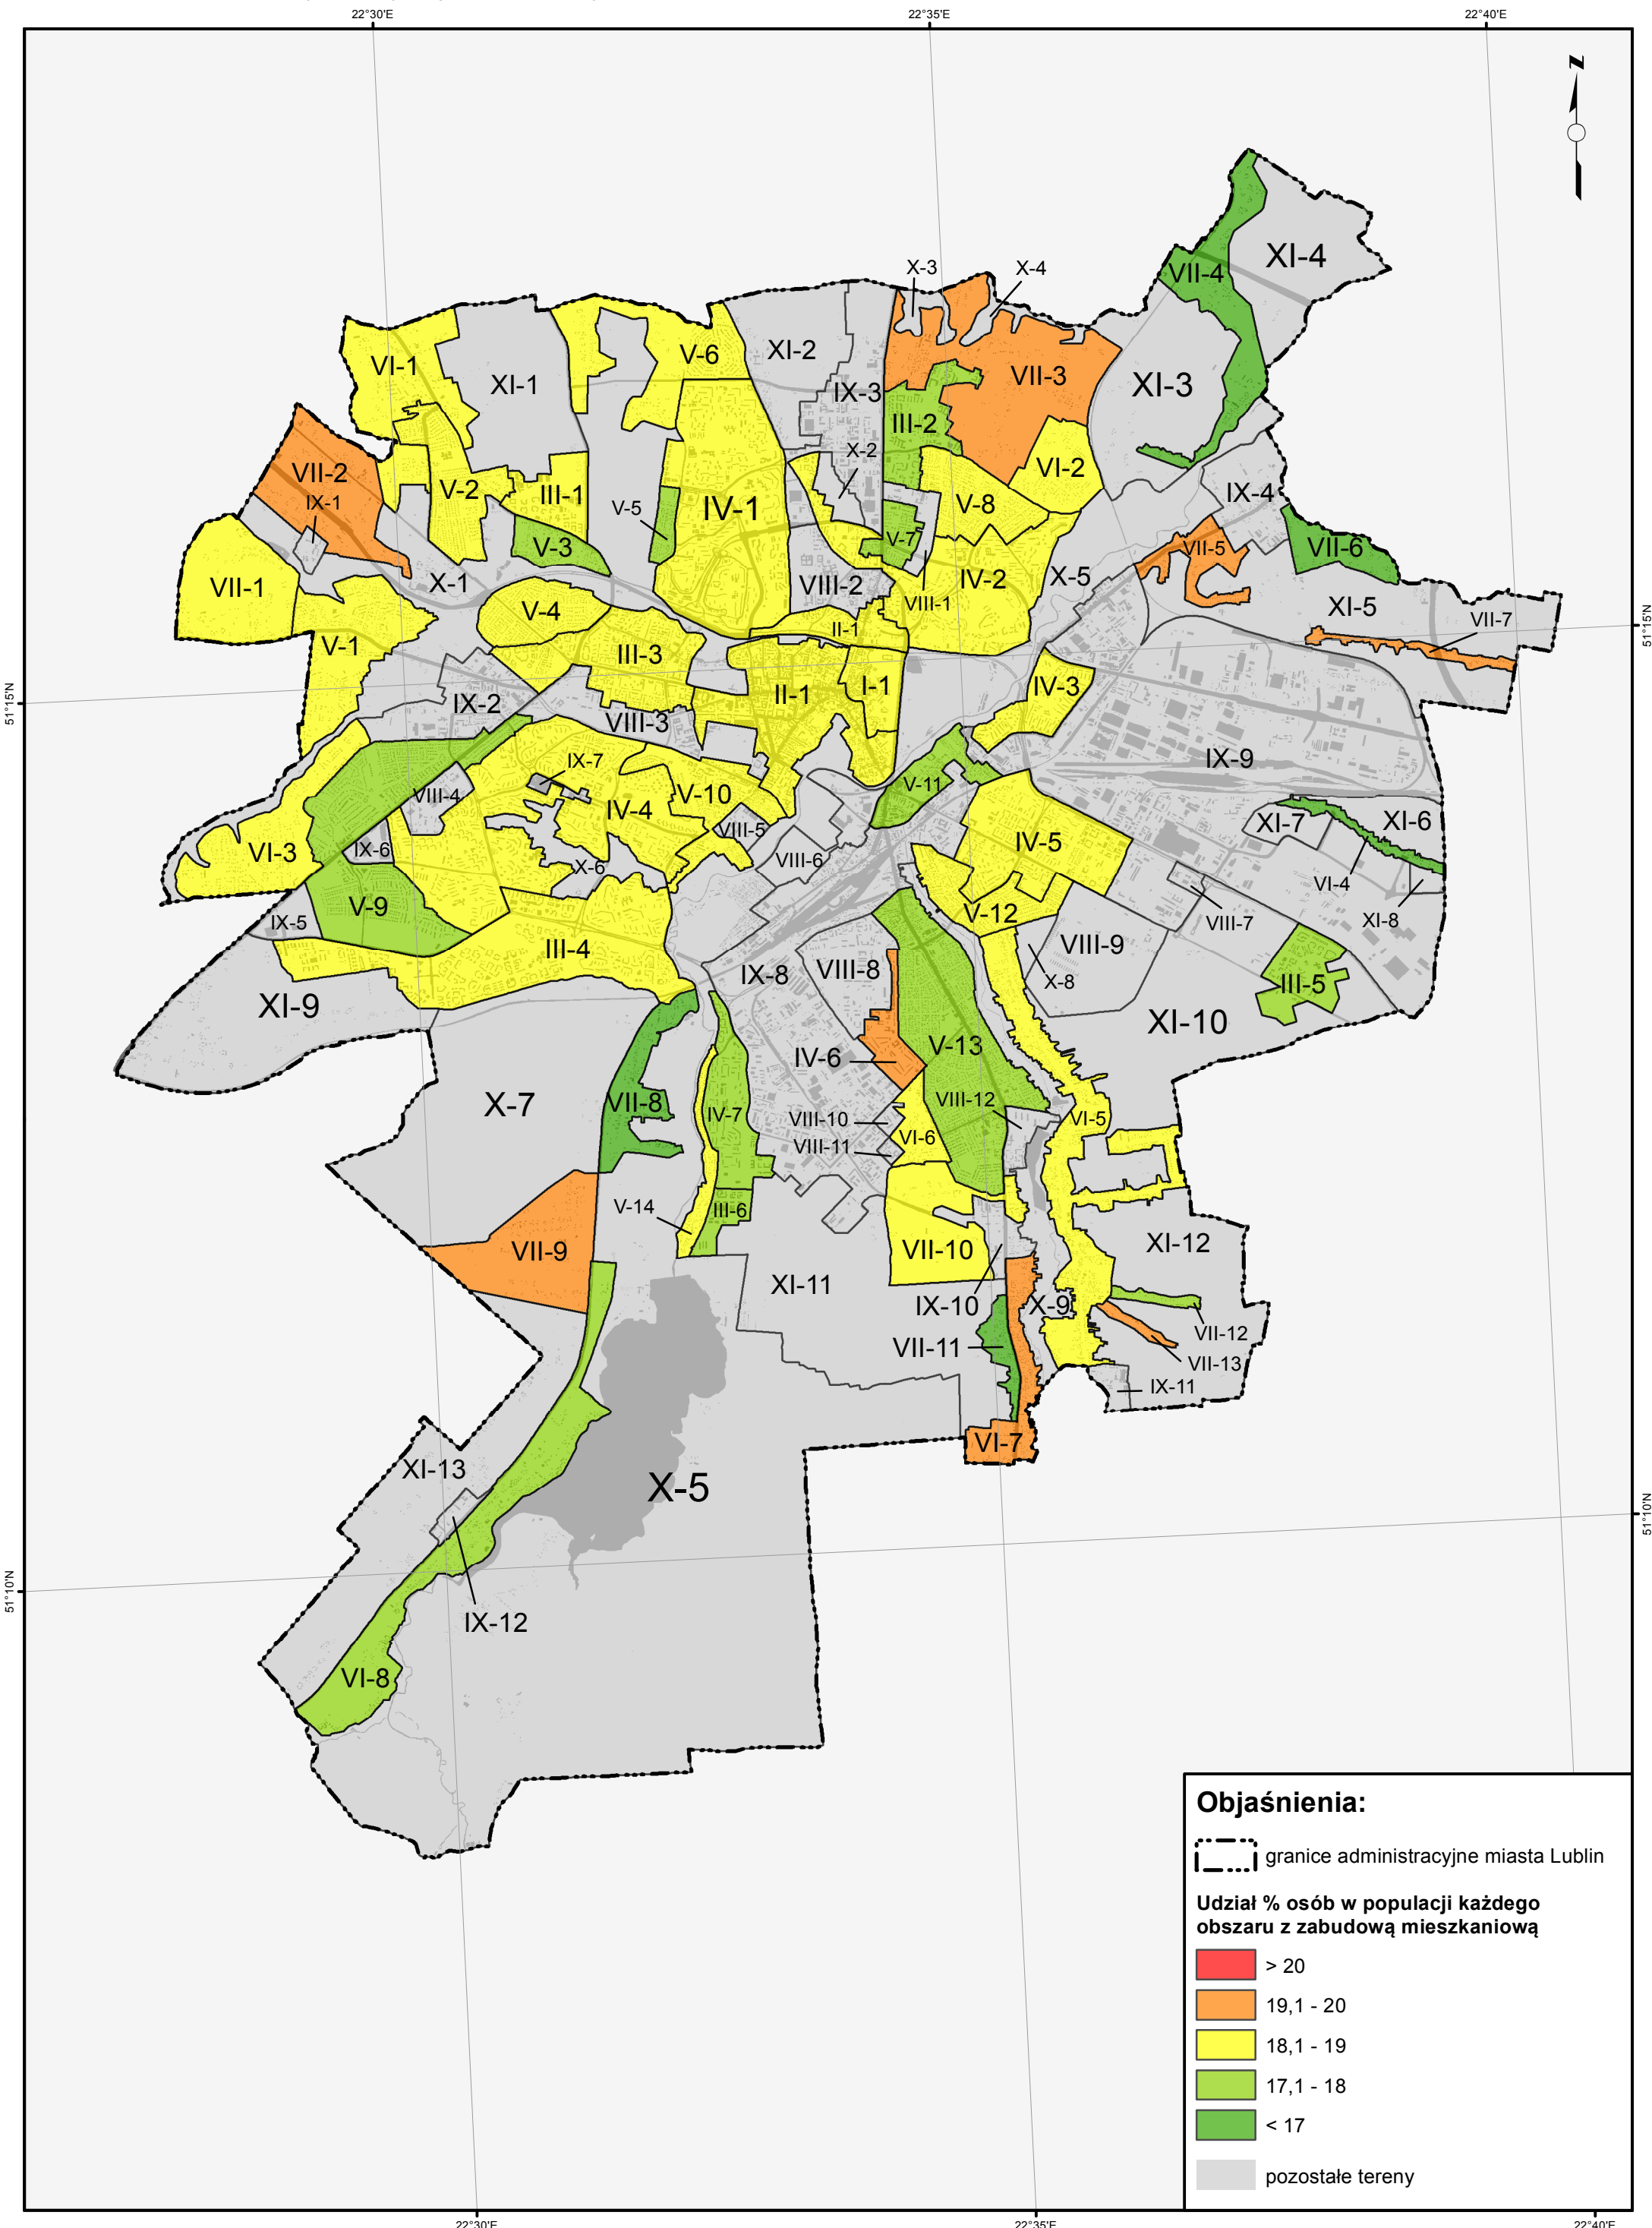 22°30'E
22°35'E
22°40'E
z
XI-4
X-3
X-4
VII-4
XI-2
V-6
VI-1
XI-1
VII-3
XI-3
IX-3
III-2
X-2
VI-2
VII-2
V-2
III-1
IX-1
V-5
IV-1
V-8
IX-4
V-3
V-7
VII-5
VII-6
VII-1
X-1
VIII-2
IV-2
X-5
VIII-1
XI-5
V-4
VII-7
51°15'N
V-1
II-1
III-3
IV-3
I-1
II-1
51°15'N
IX-2
VIII-3
IX-9
IX-7
V-11
VIII-4
IV-4
V-10
XI-7
XI-6
VIII-5
IV-5
VI-3
IX-6
VIII-6
X-6
VI-4
V-9
V-12
XI-8
IX-5
VIII-7
III-4
VIII-9
IX-8
VIII-8
X-8
III-5
XI-9
XI-10
V-13
IV-6
X-7
VII-8
IV-7
VIII-12
VIII-10
VI-5
VI-6
VIII-11
V-14
III-6
VII-9
VII-10
XI-12
XI-11
IX-10
X-9
VII-12
VII-11
VII-13
IX-11
VI-7
XI-13
X-5
51°10'N
51°10'N
IX-12
VI-8
Objaśnienia:
granice administracyjne miasta Lublin
Udział % osób w populacji każdego
obszaru z zabudową mieszkaniową
> 20
19,1 - 20
18,1 - 19
17,1 - 18
< 17
pozostałe tereny
22°30'E
22°35'E
22°40'E